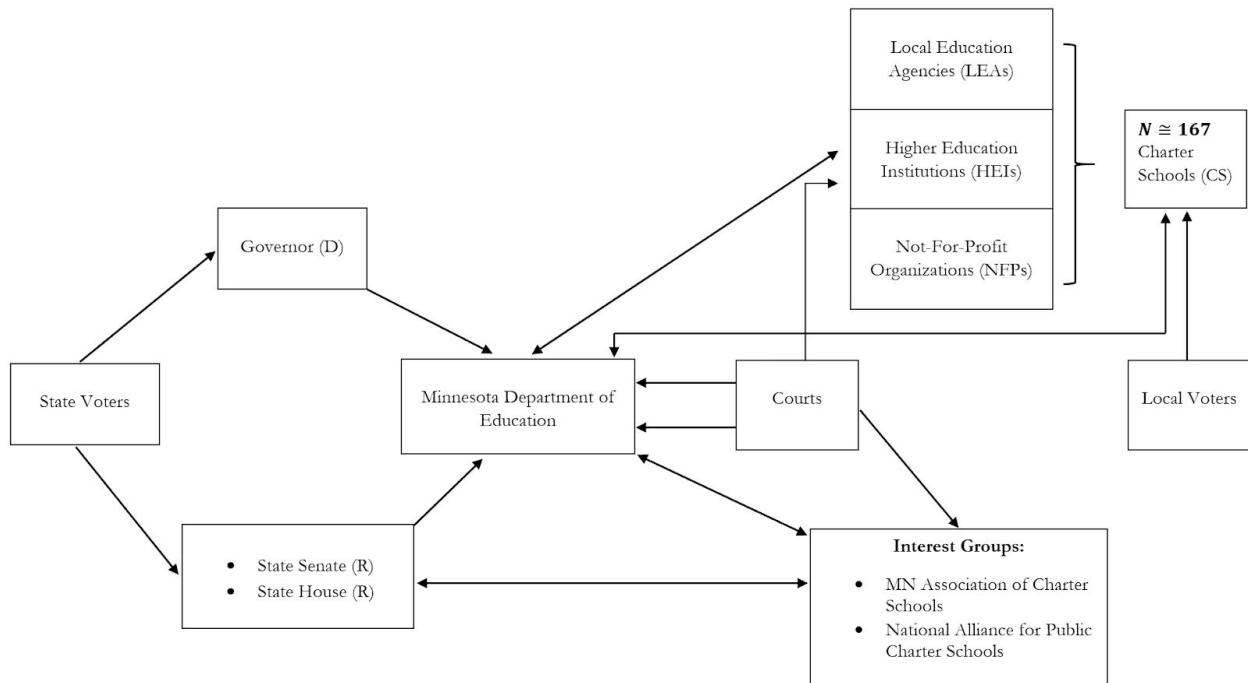 Local Education
Agencies (LEAs)
Higher Education
Institutions (HEIs)
Not-For-Profit
Organizations (NFPs)
N ≅ 167
Charter
Schools (CS)
Governor (D)
State Voters
Minnesota Department of
Education
Courts
Local Voters
• State Senate (R)
• State House (R)
Interest Groups:
• MN Association of Charter
Schools
• National Alliance for Public
Charter Schools